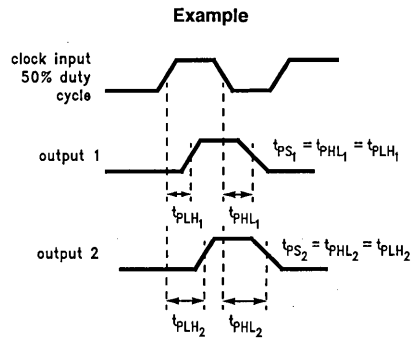 Example
clock input
50% duty
cycle
output 1
tPS1 = tPHL1 = tPLH1
tPLH1
tPHL1
output 2
tPS2 = tPHL2 = tPLH2
tPLH2
tPHL2